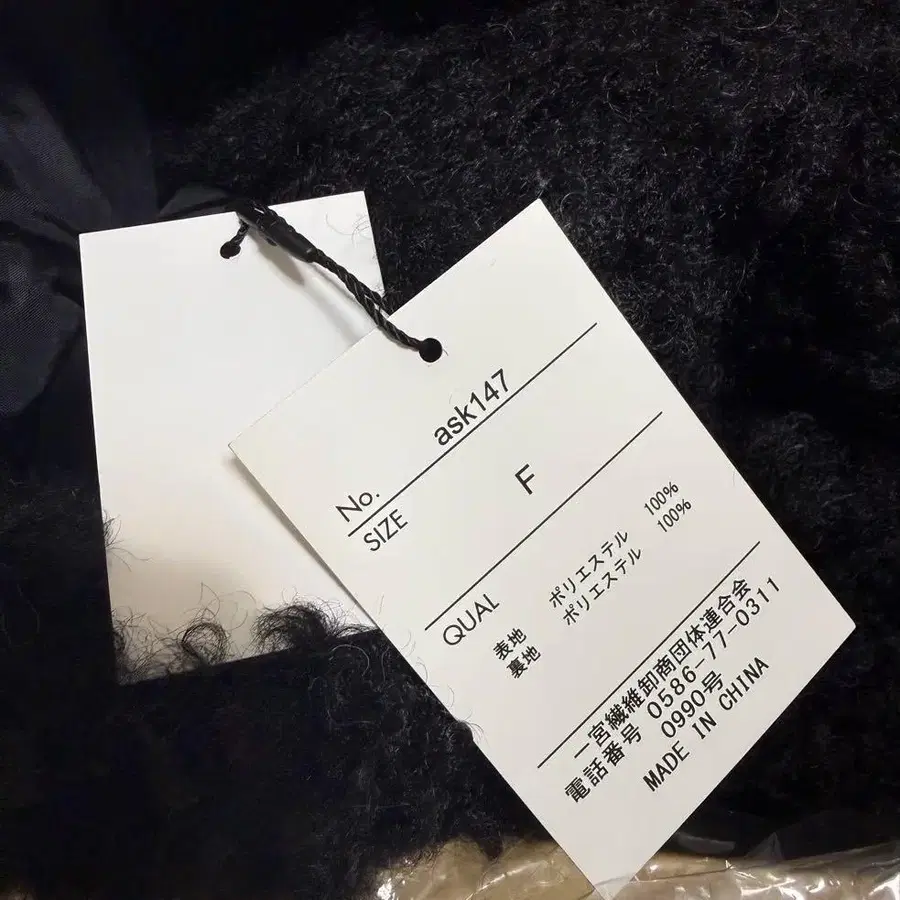 No. ask147
SIZE F
QUAL
表地 ポリエステル 100%
裏地 ポリエステル 100%
一宮繊維卸商団体連合会
電話番号 0586-77-0311
0990号
MADE IN CHINA